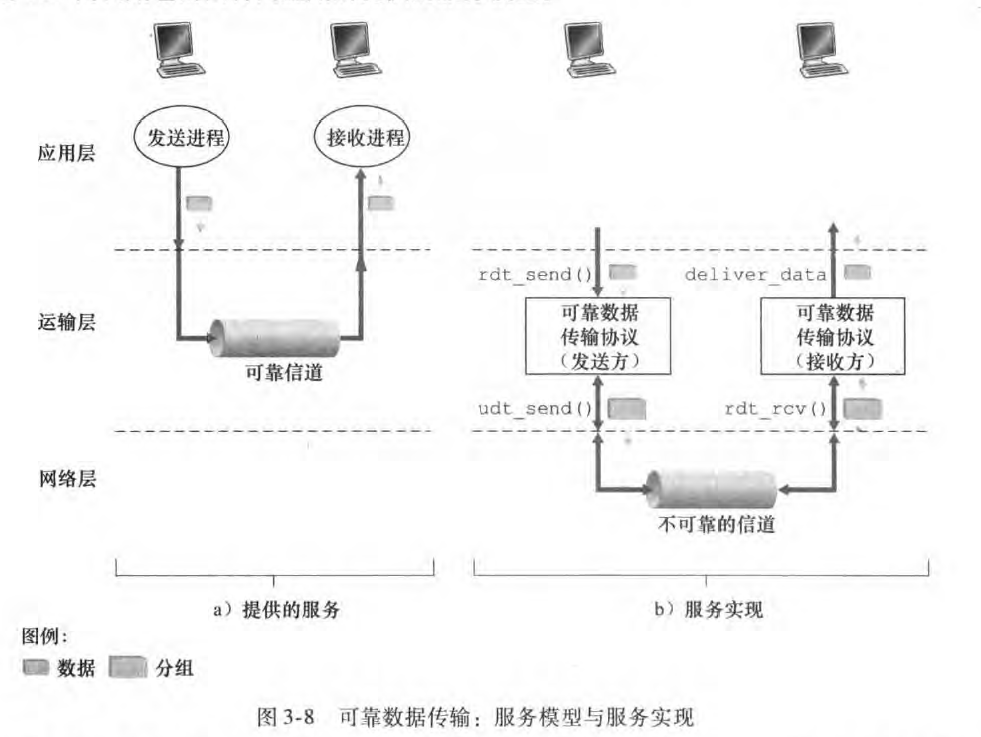 应用层
发送进程
接收进程
rdt_send()
deliver_data
运输层
可靠信道
可靠数据
传输协议
（发送方）
可靠数据
传输协议
（接收方）
udt_send()
rdt_rcv()
网络层
不可靠的信道
a）提供的服务
b）服务实现
图例：
数据 分组
图 3-8 可靠数据传输：服务模型与服务实现